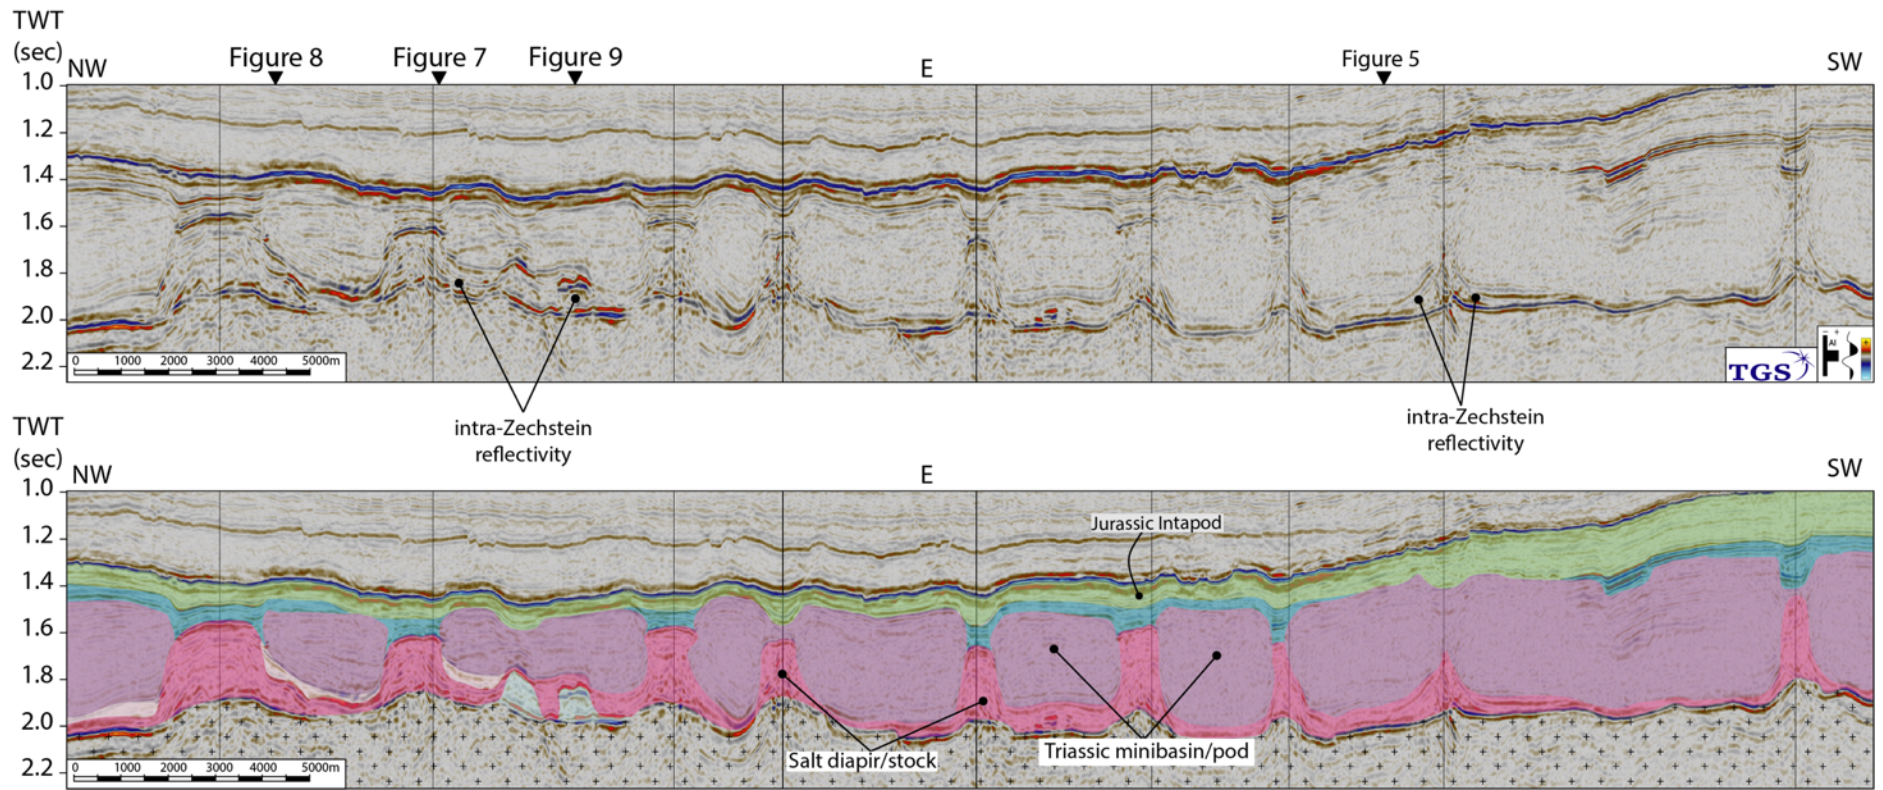 TWT
(sec)
Figure 8
Figure 7
Figure 9
Figure 5
NW
E
SW
1.0
1.2
1.4
1.6
1.8
2.0
2.2
0 1000 2000 3000 4000 5000m
TGS
- +
AI
intra-Zechstein
reflectivity
intra-Zechstein
reflectivity
TWT
(sec)
NW
E
SW
1.0
1.2
1.4
1.6
1.8
2.0
2.2
Jurassic Intapod
Salt diapir/stock
Triassic minibasin/pod
0 1000 2000 3000 4000 5000m